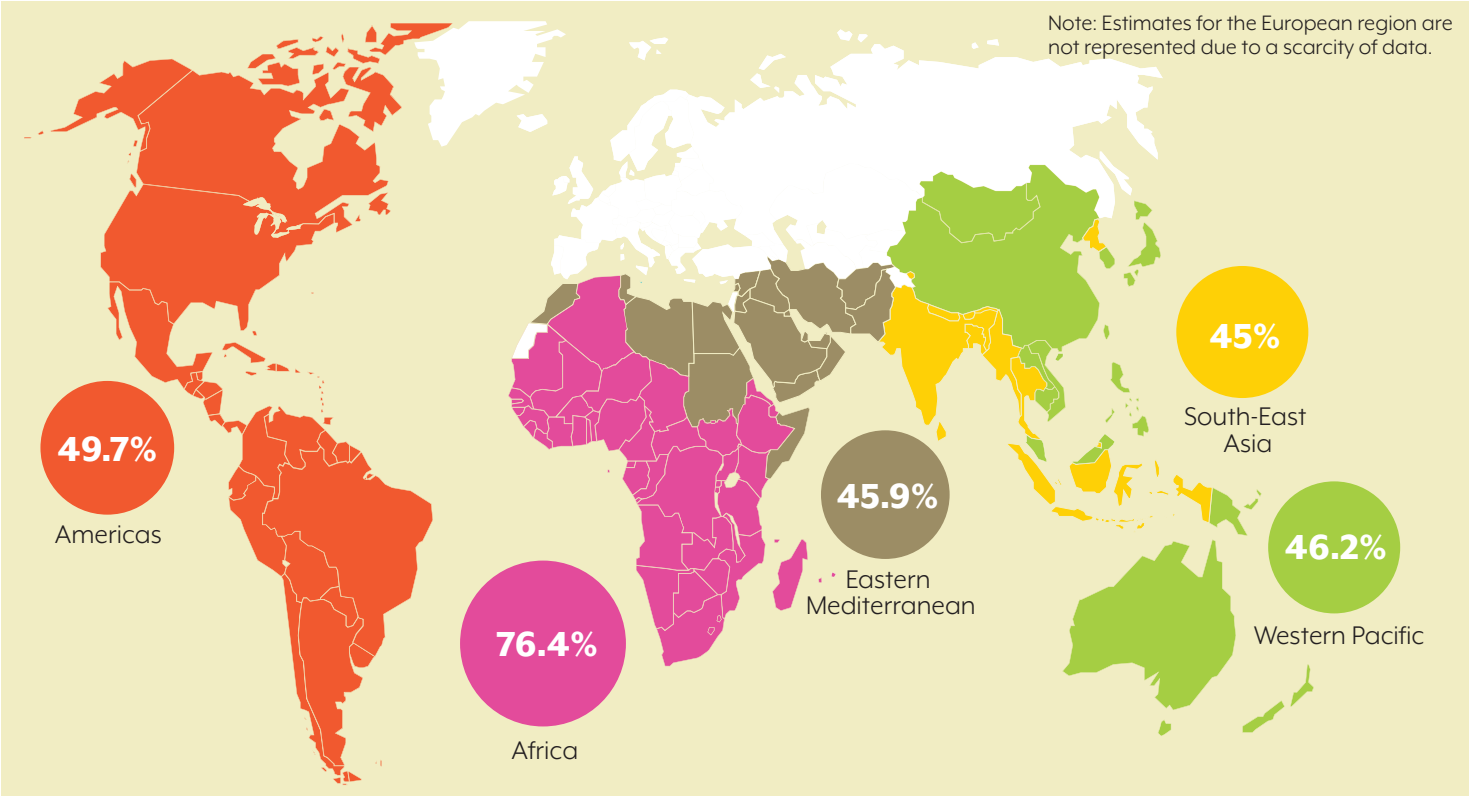 Note: Estimates for the European region are
not represented due to a scarcity of data.
49.7%
Americas
76.4%
Africa
45.9%
Eastern
Mediterranean
45%
South-East
Asia
46.2%
Western Pacific